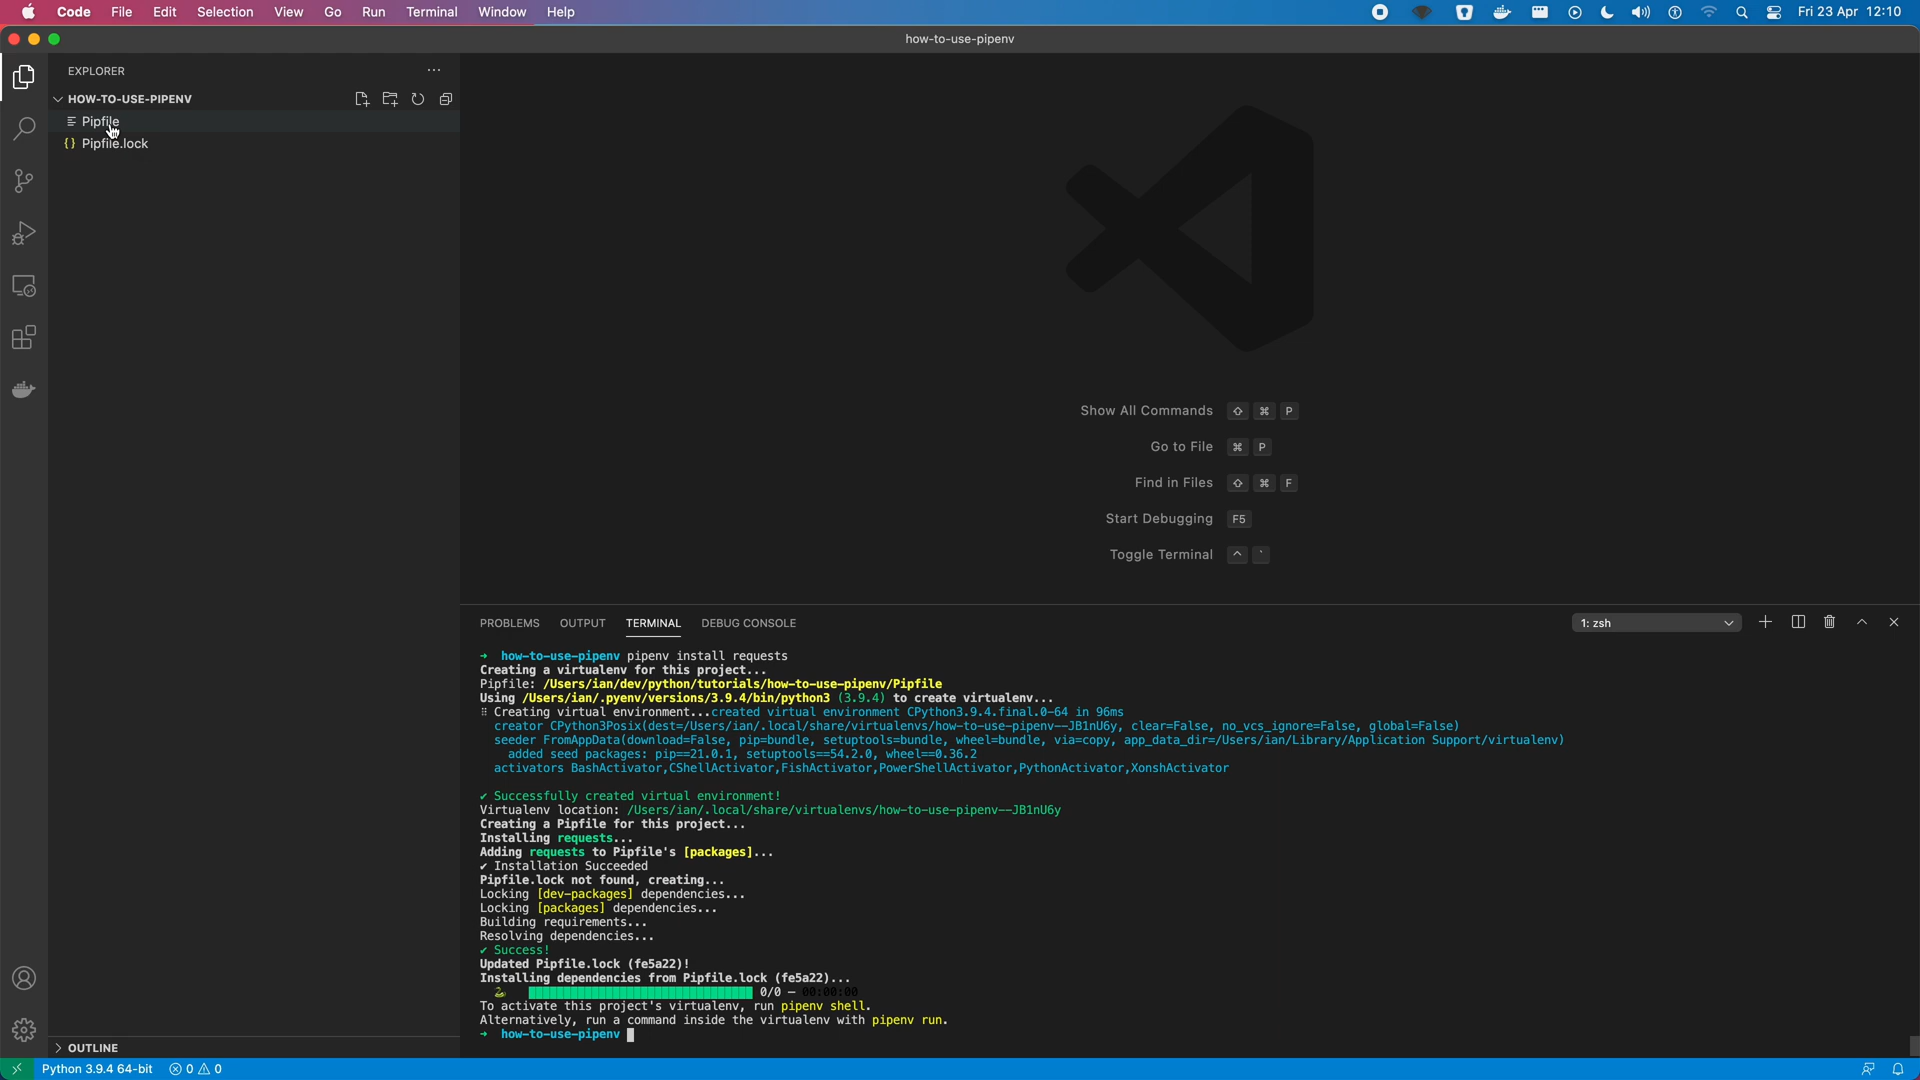 Code File Edit Selection View Go Run Terminal Window Help
Fri 23 Apr 12:10
how-to-use-pipenv
EXPLORER
HOW-TO-USE-PIPENV
Pipfile
{} Pipfile.lock
Show All Commands ⇧ ⌘ P
Go to File ⌘ P
Find in Files ⇧ ⌘ F
Start Debugging F5
Toggle Terminal ^ `
PROBLEMS OUTPUT TERMINAL DEBUG CONSOLE
1: zsh
→ how-to-use-pipenv pipenv install requests
Creating a virtualenv for this project...
Pipfile: /Users/ian/dev/python/tutorials/how-to-use-pipenv/Pipfile
Using /Users/ian/.pyenv/versions/3.9.4/bin/python3 (3.9.4) to create virtualenv...
⠿ Creating virtual environment...created virtual environment CPython3.9.4.final.0-64 in 96ms
creator CPython3Posix(dest=/Users/ian/.local/share/virtualenvs/how-to-use-pipenv--JB1nU6y, clear=False, no_vcs_ignore=False, global=False)
seeder FromAppData(download=False, pip=bundle, setuptools=bundle, wheel=bundle, via=copy, app_data_dir=/Users/ian/Library/Application Support/virtualenv)
added seed packages: pip==21.0.1, setuptools==54.2.0, wheel==0.36.2
activators BashActivator,CShellActivator,FishActivator,PowerShellActivator,PythonActivator,XonshActivator
✔ Successfully created virtual environment!
Virtualenv location: /Users/ian/.local/share/virtualenvs/how-to-use-pipenv--JB1nU6y
Creating a Pipfile for this project...
Installing requests...
Adding requests to Pipfile's [packages]...
✔ Installation Succeeded
Pipfile.lock not found, creating...
Locking [dev-packages] dependencies...
Locking [packages] dependencies...
Building requirements...
Resolving dependencies...
✔ Success!
Updated Pipfile.lock (fe5a22)!
Installing dependencies from Pipfile.lock (fe5a22)...
0/0 — 00:00:00
To activate this project's virtualenv, run pipenv shell.
Alternatively, run a command inside the virtualenv with pipenv run.
→ how-to-use-pipenv
OUTLINE
Python 3.9.4 64-bit 0 0